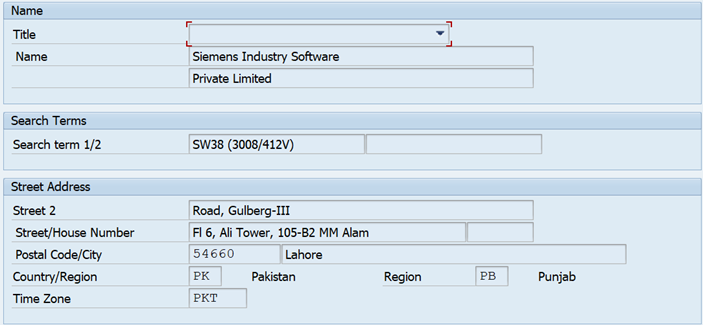 Name
Title
Name Siemens Industry Software
Private Limited
Search Terms
Search term 1/2 SW38 (3008/412V)
Street Address
Street 2 Road, Gulberg-III
Street/House Number Fl 6, Ali Tower, 105-B2 MM Alam
Postal Code/City 54660 Lahore
Country/Region PK Pakistan Region PB Punjab
Time Zone PKT